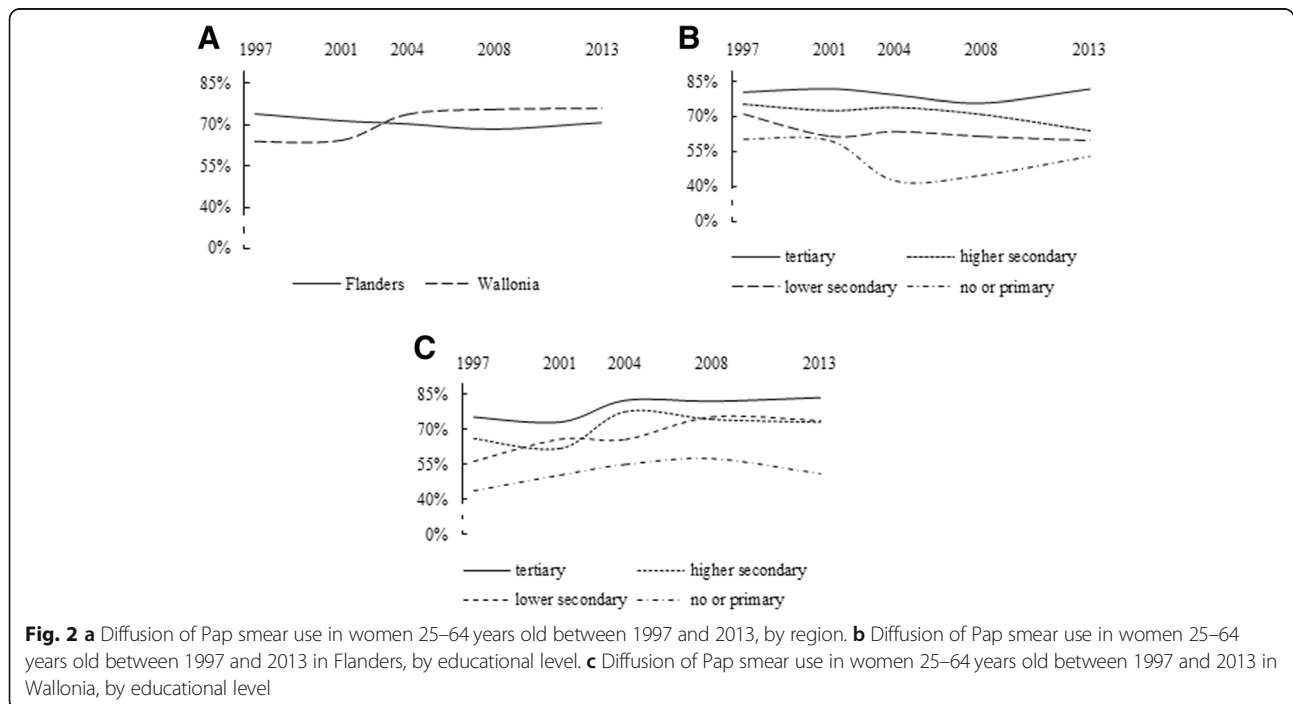 A
1997 2001 2004 2008 2013
85%
70%
55%
40%
0%
Flanders Wallonia
B
1997 2001 2004 2008 2013
85%
70%
55%
40%
0%
tertiary higher secondary
lower secondary no or primary
C
1997 2001 2004 2008 2013
85%
70%
55%
40%
0%
tertiary higher secondary
lower secondary no or primary
Fig. 2 a Diffusion of Pap smear use in women 25–64 years old between 1997 and 2013, by region. b Diffusion of Pap smear use in women 25–64
years old between 1997 and 2013 in Flanders, by educational level. c Diffusion of Pap smear use in women 25–64 years old between 1997 and 2013 in
Wallonia, by educational level